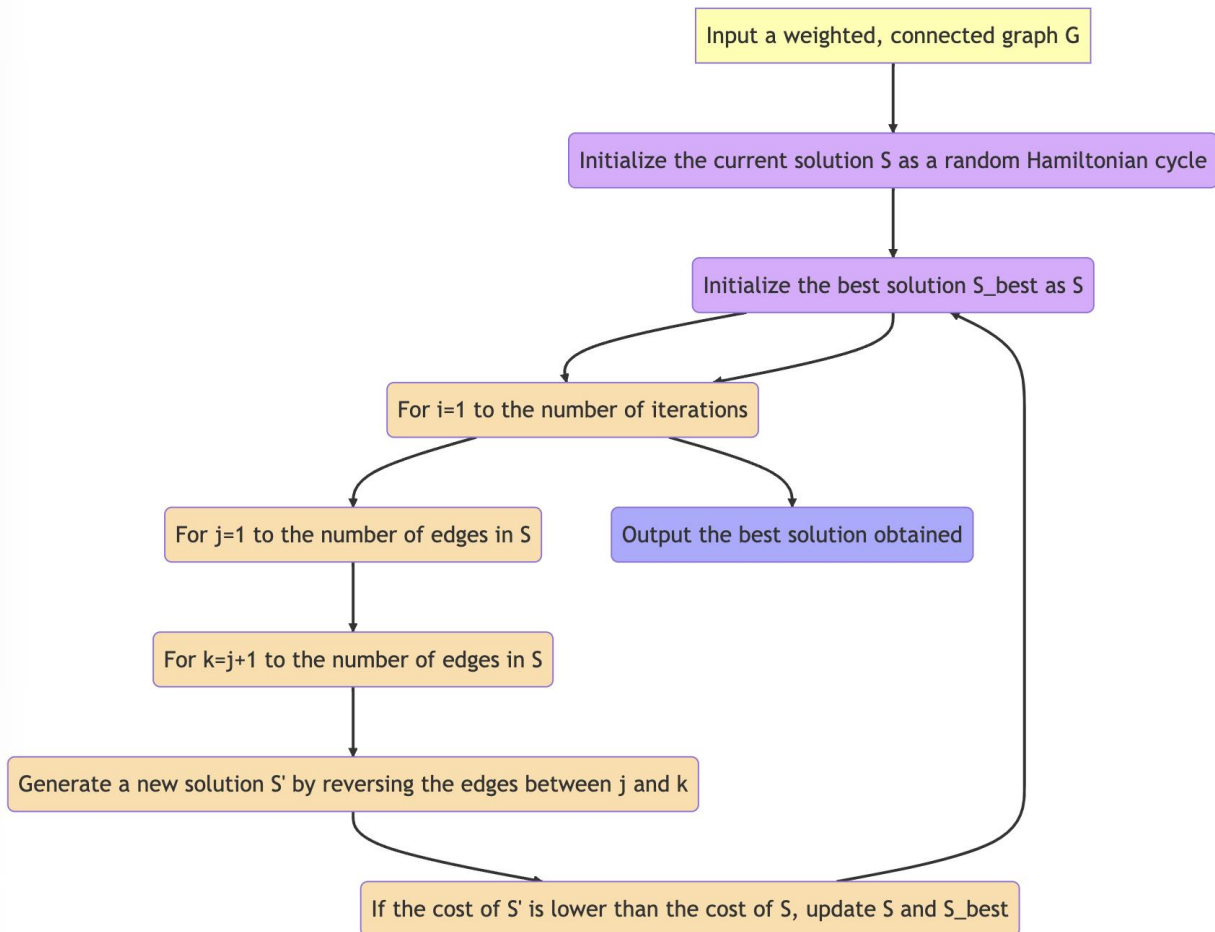 Input a weighted, connected graph G
Initialize the current solution S as a random Hamiltonian cycle
Initialize the best solution S_best as S
For i=1 to the number of iterations
For j=1 to the number of edges in S
Output the best solution obtained
For k=j+1 to the number of edges in S
Generate a new solution S' by reversing the edges between j and k
If the cost of S' is lower than the cost of S, update S and S_best